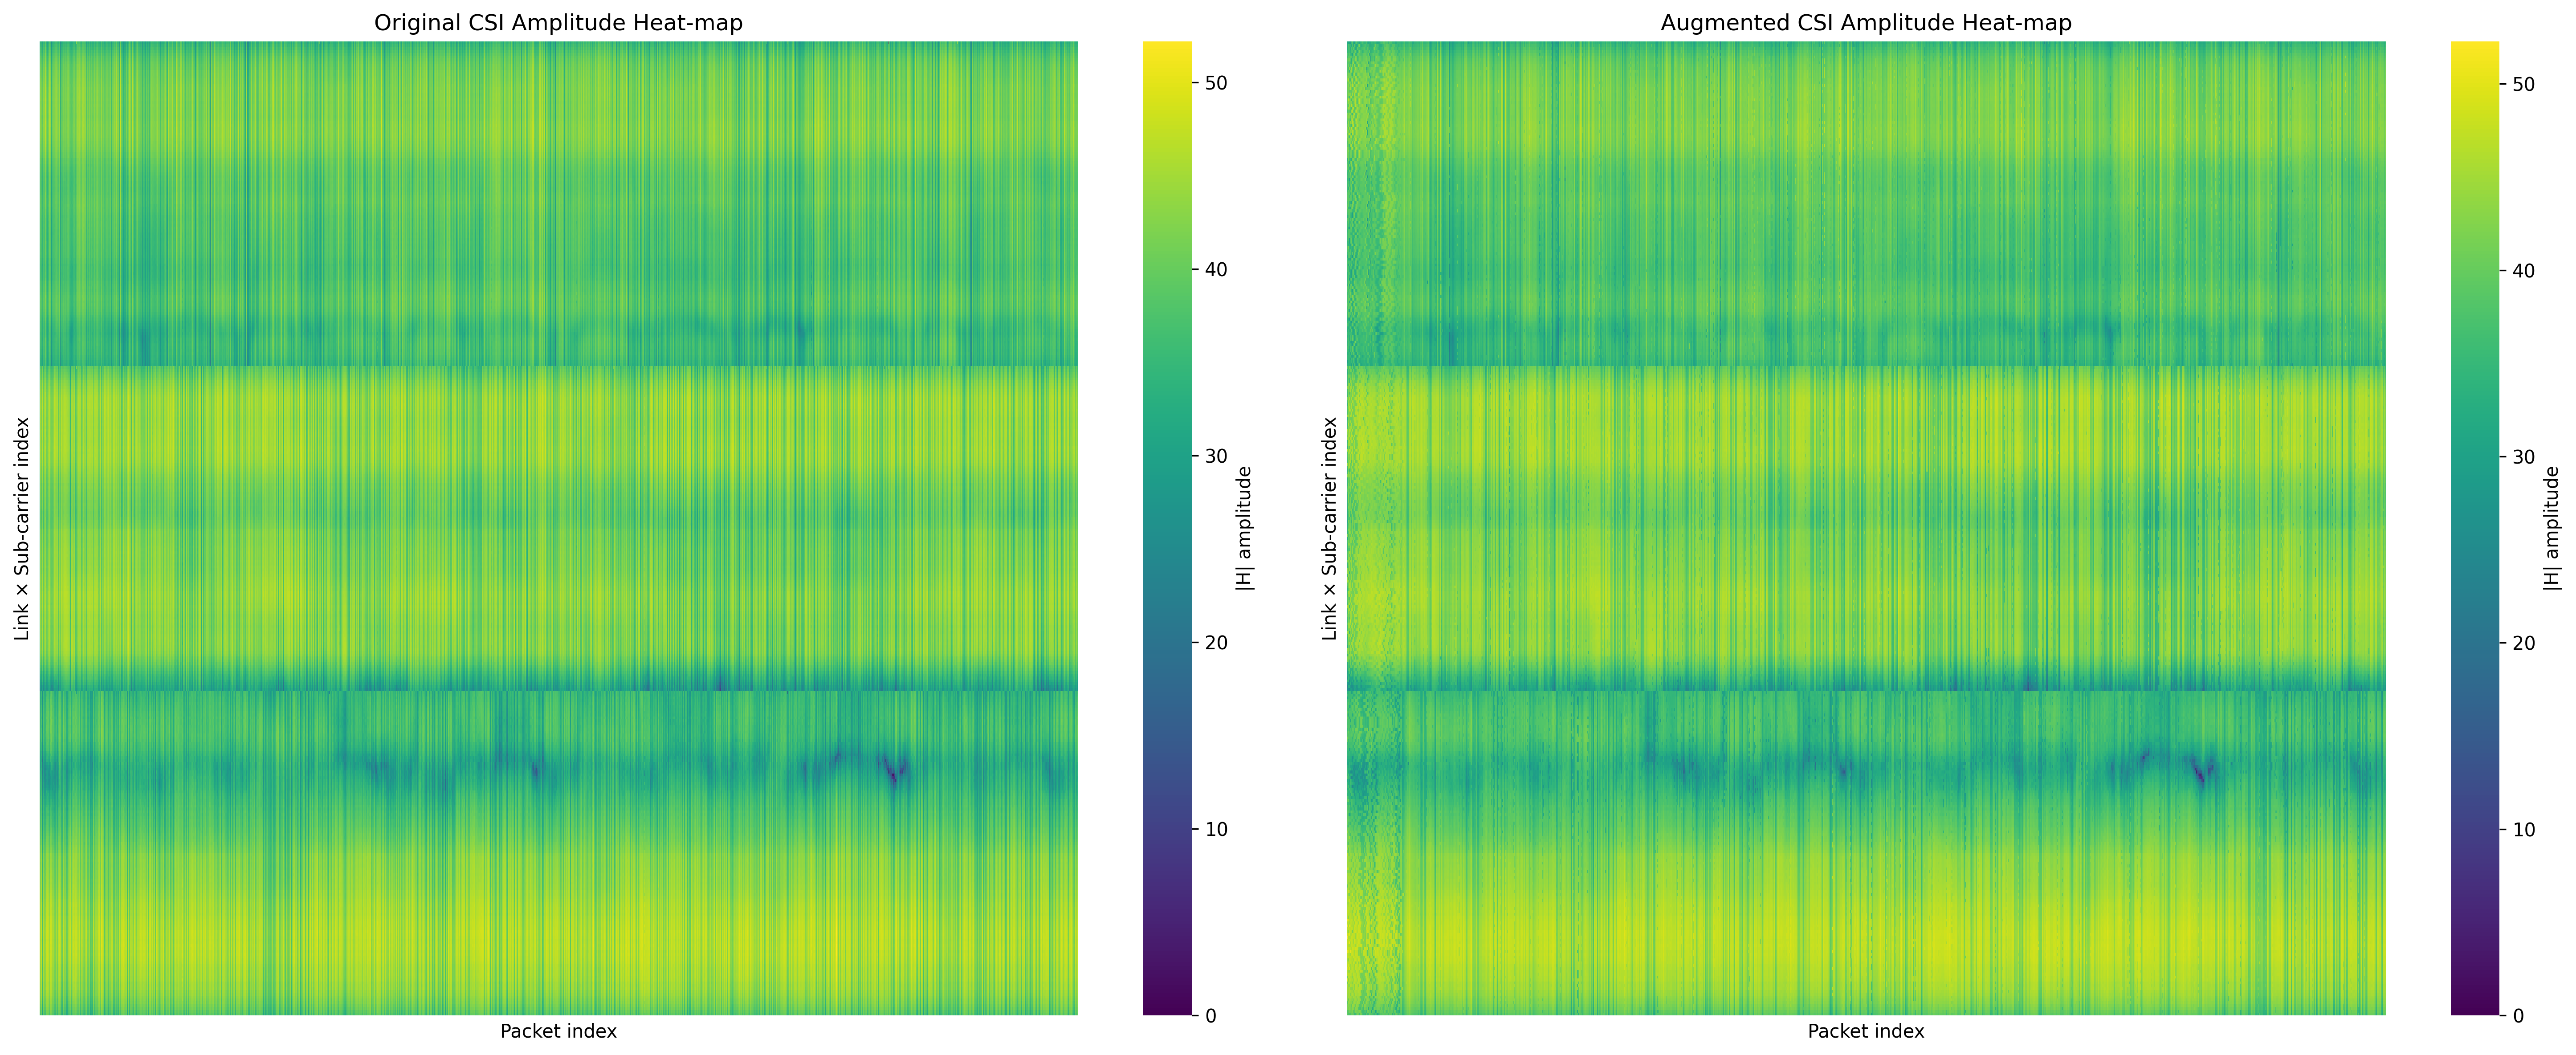 Original CSI Amplitude Heat-map
Link × Sub-carrier index
Packet index
50
40
30
20
10
0
|H| amplitude
Augmented CSI Amplitude Heat-map
Link × Sub-carrier index
Packet index
50
40
30
20
10
0
|H| amplitude